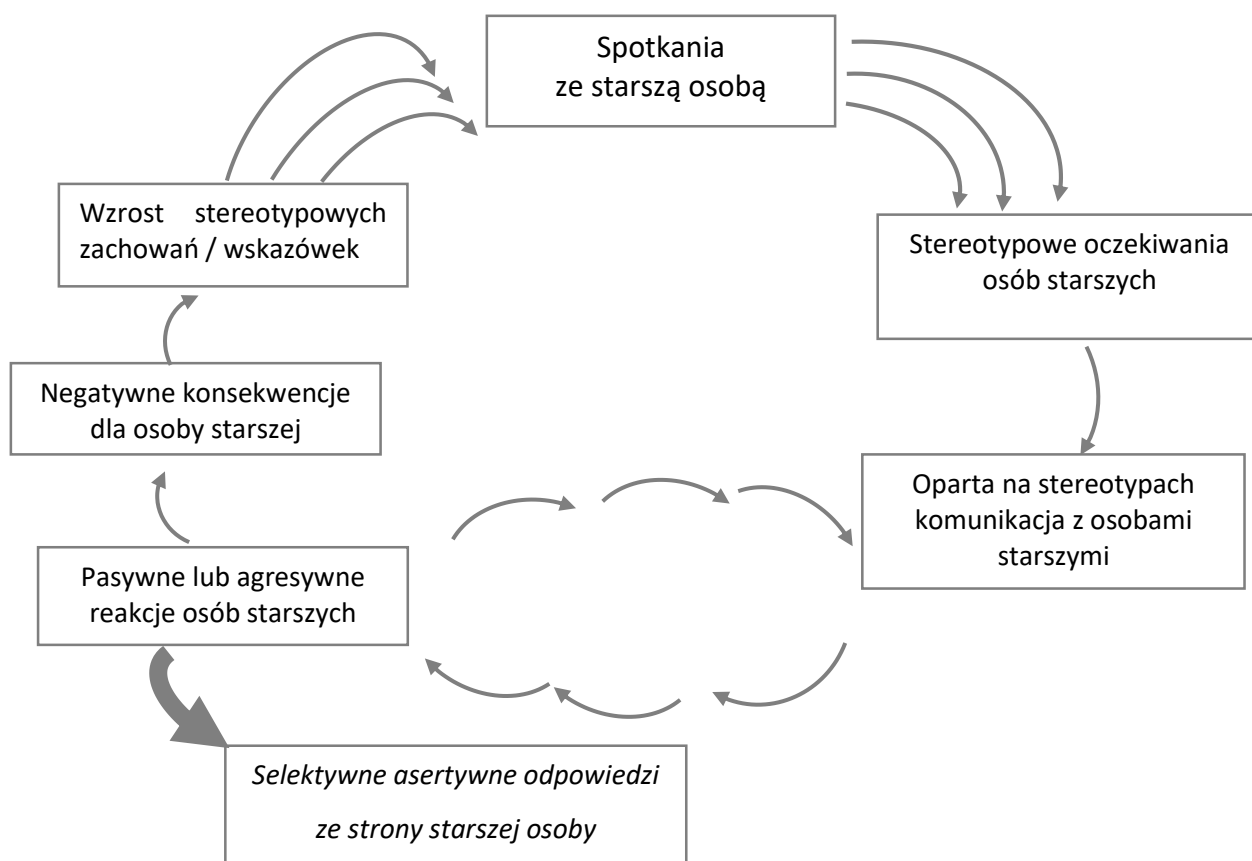 Spotkania
ze starszą osobą
Wzrost stereotypowych
zachowań / wskazówek
Stereotypowe oczekiwania
osób starszych
Negatywne konsekwencje
dla osoby starszej
Oparta na stereotypach
komunikacja z osobami
starszymi
Pasywne lub agresywne
reakcje osób starszych
Selektywne asertywne odpowiedzi
ze strony starszej osoby